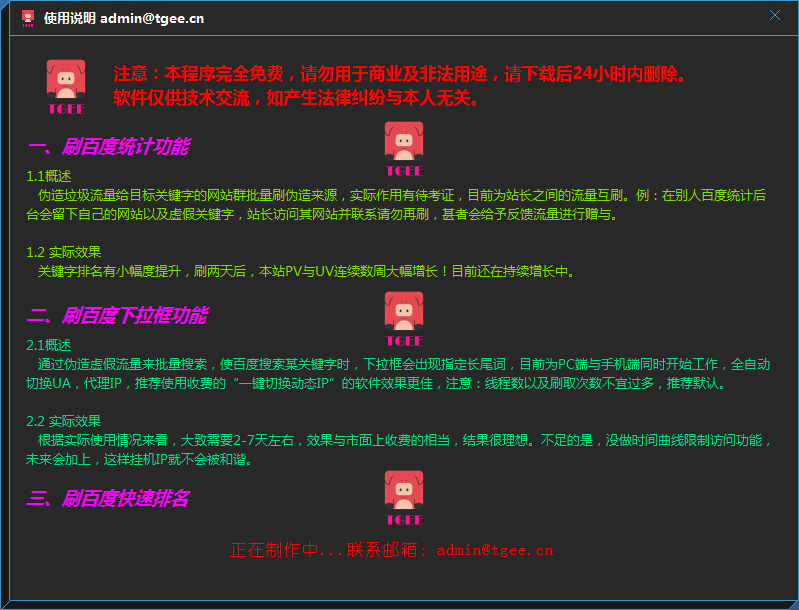 使用说明 admin@tgee.cn
TGEE
注意：本程序完全免费，请勿用于商业及非法用途，请下载后24小时内删除。
软件仅供技术交流，如产生法律纠纷与本人无关。
一、刷百度统计功能
TGEE
1.1概述
伪造垃圾流量给目标关键字的网站群批量刷伪造来源，实际作用有待考证，目前为站长之间的流量互刷。例：在别人百度统计后
台会留下自己的网站以及虚假关键字，站长访问其网站并联系请勿再刷，甚者会给予反馈流量进行赠与。
1.2 实际效果
关键字排名有小幅度提升，刷两天后，本站PV与UV连续数周大幅增长！目前还在持续增长中。
二、刷百度下拉框功能
TGEE
2.1概述
通过伪造虚假流量来批量搜索，使百度搜索某关键字时，下拉框会出现指定长尾词，目前为PC端与手机端同时开始工作，全自动
切换UA，代理IP，推荐使用收费的“一键切换动态IP”的软件效果更佳，注意：线程数以及刷取次数不宜过多，推荐默认。
2.2 实际效果
根据实际使用情况来看，大致需要2-7天左右，效果与市面上收费的相当，结果很理想。不足的是，没做时间曲线限制访问功能，
未来会加上，这样挂机IP就不会被和谐。
三、刷百度快速排名
TGEE
正在制作中...联系邮箱：admin@tgee.cn